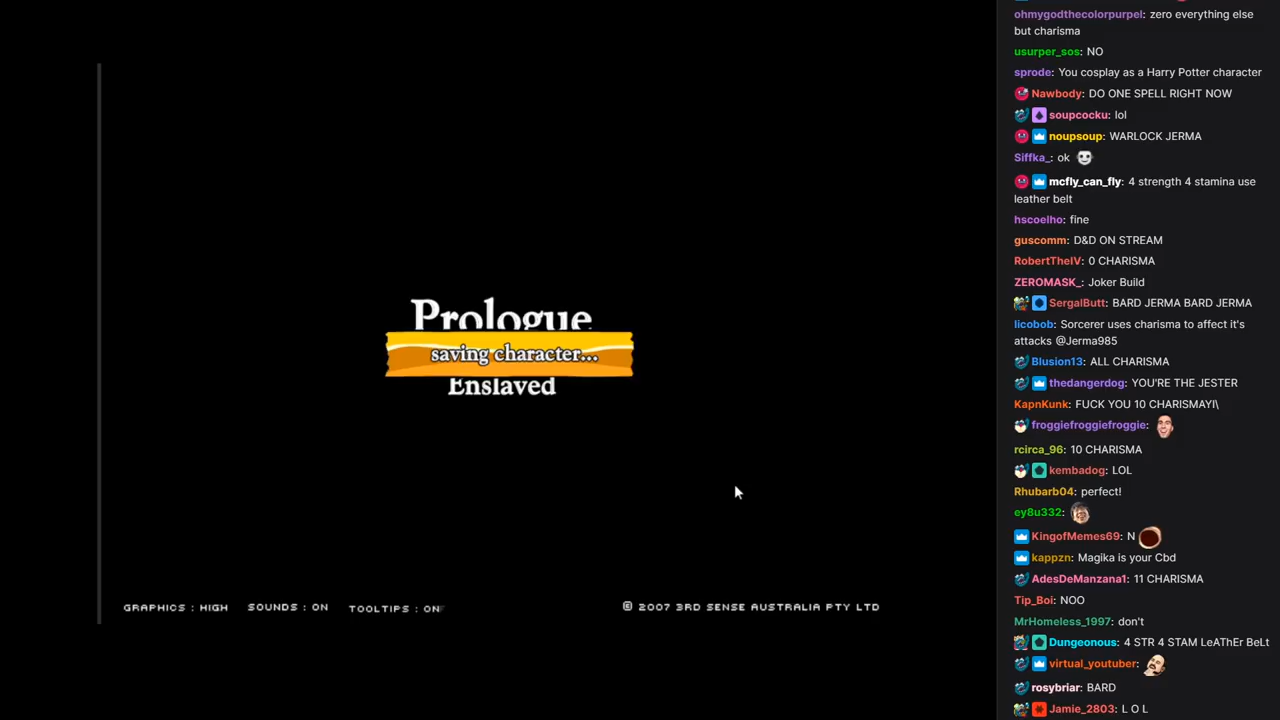 Prologue
saving character...
Enslaved
GRAPHICS : HIGH SOUNDS : ON TOOLTIPS : ON
© 2007 3RD SENSE AUSTRALIA PTY LTD
ohmygodthecolorpurpel: zero everything else
but charisma
usurper_sos: NO
sprode: You cosplay as a Harry Potter character
Nawbody: DO ONE SPELL RIGHT NOW
soupcocku: lol
noupsoup: WARLOCK JERMA
Siffka_: ok
mcfly_can_fly: 4 strength 4 stamina use
leather belt
hscoelho: fine
guscomm: D&D ON STREAM
RobertTheIV: 0 CHARISMA
ZEROMASK_: Joker Build
SergalButt: BARD JERMA BARD JERMA
licobob: Sorcerer uses charisma to affect it's
attacks @Jerma985
Blusion13: ALL CHARISMA
thedangerdog: YOU'RE THE JESTER
KapnKunk: FUCK YOU 10 CHARISMAYI\
froggiefroggiefroggie:
rcirca_96: 10 CHARISMA
kembadog: LOL
Rhubarb04: perfect!
ey8u332:
KingofMemes69: N
kappzn: Magika is your Cbd
AdesDeManzana1: 11 CHARISMA
Tip_Boi: NOO
MrHomeless_1997: don't
Dungeonous: 4 STR 4 STAM LeAThEr BeLt
virtual_youtuber:
rosybriar: BARD
Jamie_2803: L O L